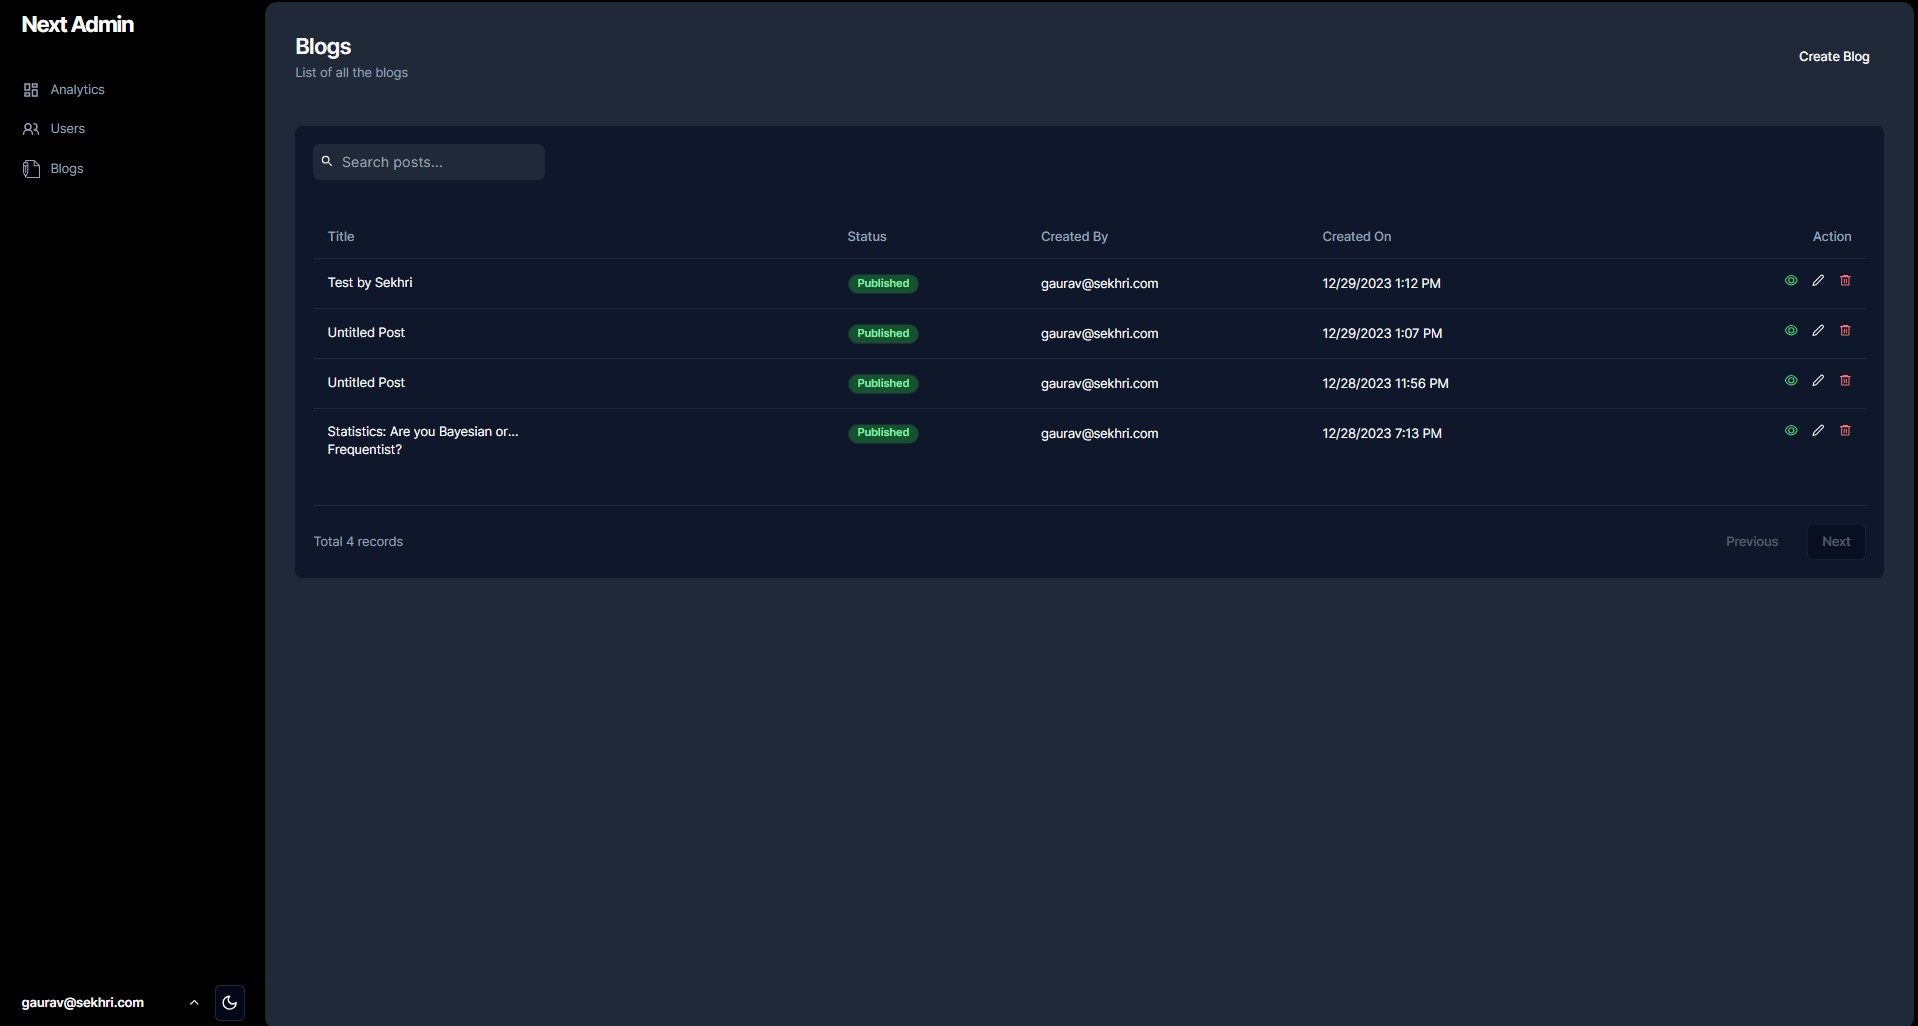 Next Admin
Analytics
Users
Blogs
Blogs
List of all the blogs
Create Blog
Search posts...
Title Status Created By Created On Action
Test by Sekhri Published gaurav@sekhri.com 12/29/2023 1:12 PM
Untitled Post Published gaurav@sekhri.com 12/29/2023 1:07 PM
Untitled Post Published gaurav@sekhri.com 12/28/2023 11:56 PM
Statistics: Are you Bayesian or... Published gaurav@sekhri.com 12/28/2023 7:13 PM
Frequentist?
Total 4 records Previous Next
gaurav@sekhri.com